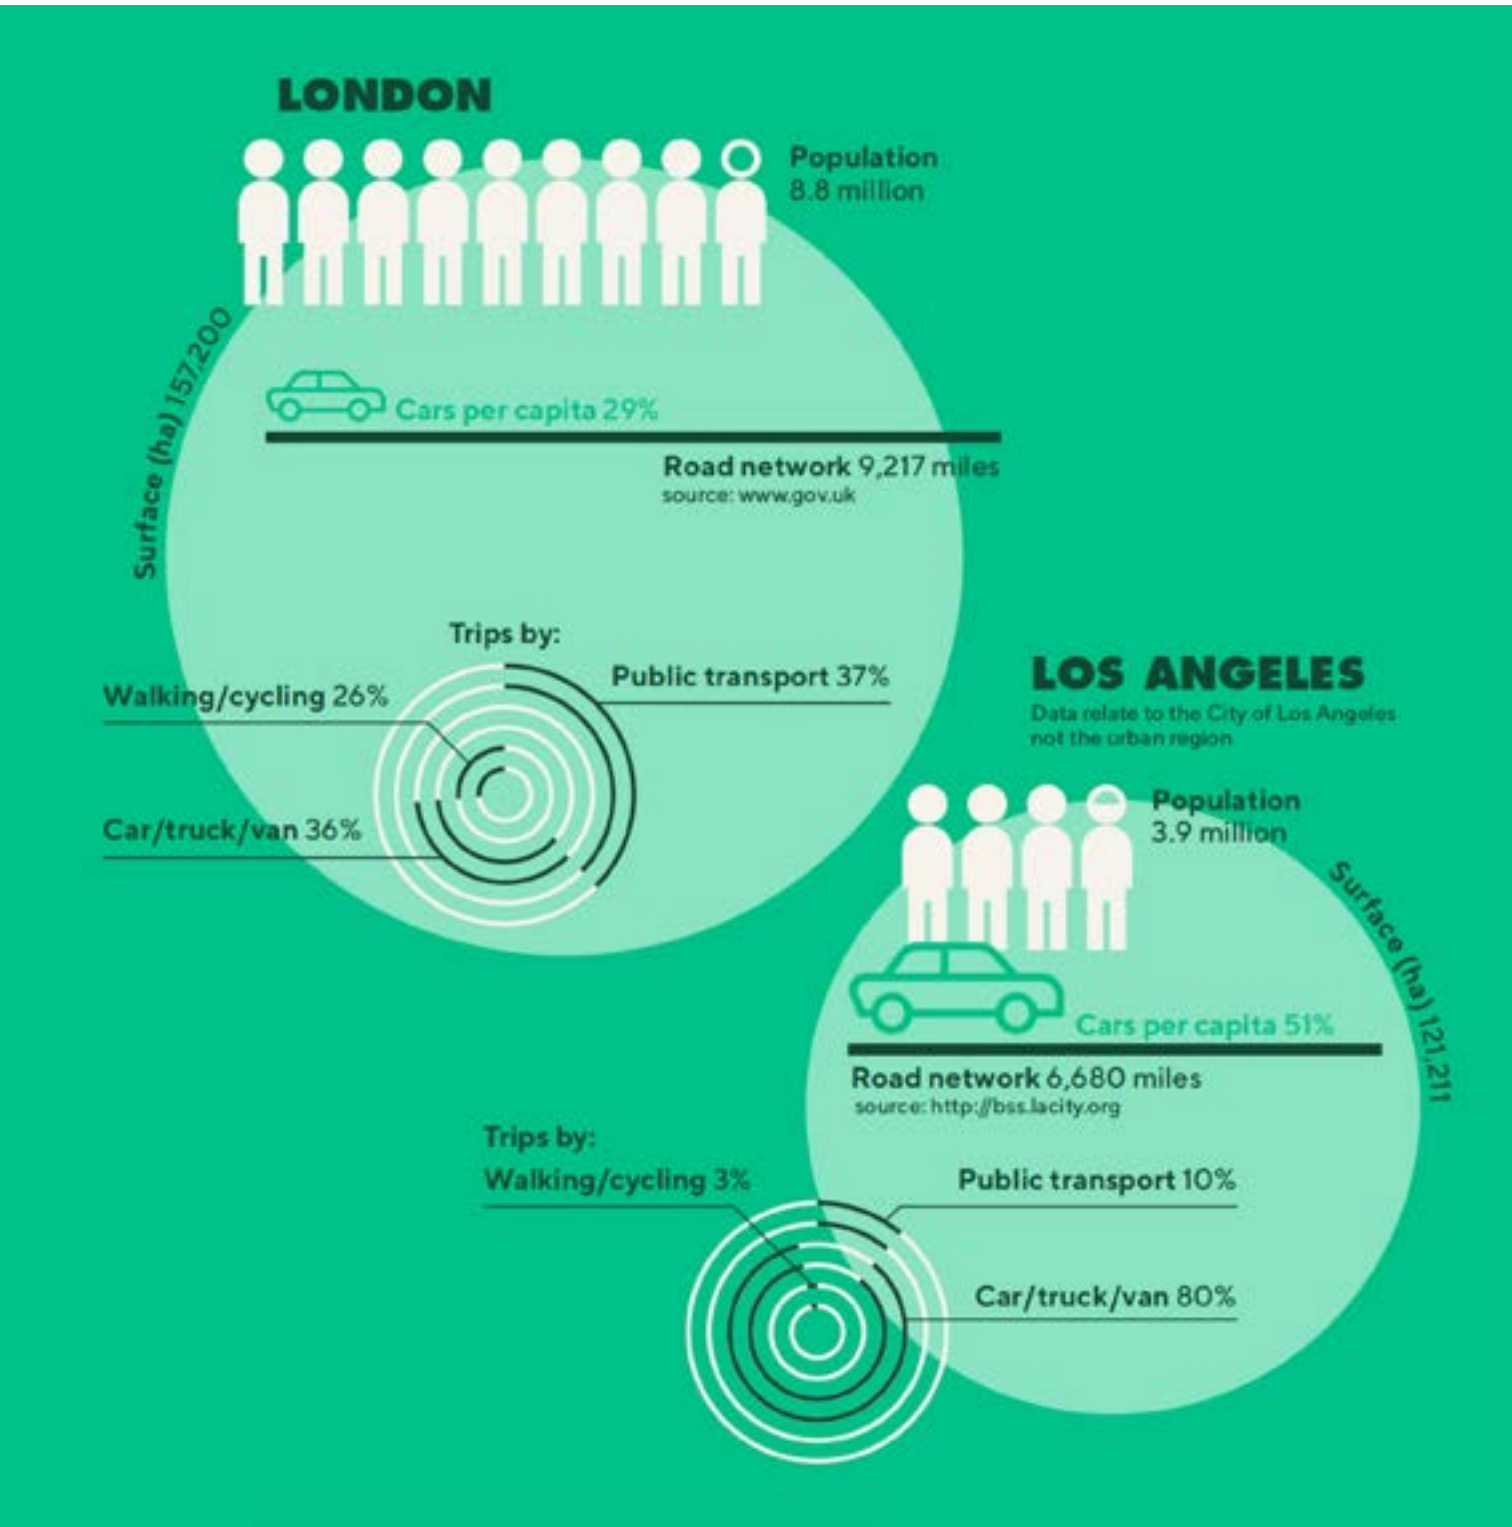 LONDON
Population
8.8 million
Surface (ha) 157,200
Cars per capita 29%
Road network 9,217 miles
source: www.gov.uk
Trips by:
Public transport 37%
Walking/cycling 26%
Car/truck/van 36%
LOS ANGELES
Data relate to the City of Los Angeles
not the urban region
Population
3.9 million
Surface (ha) 121,211
Cars per capita 51%
Road network 6,680 miles
source: http://bss.lacity.org
Trips by:
Walking/cycling 3%
Public transport 10%
Car/truck/van 80%